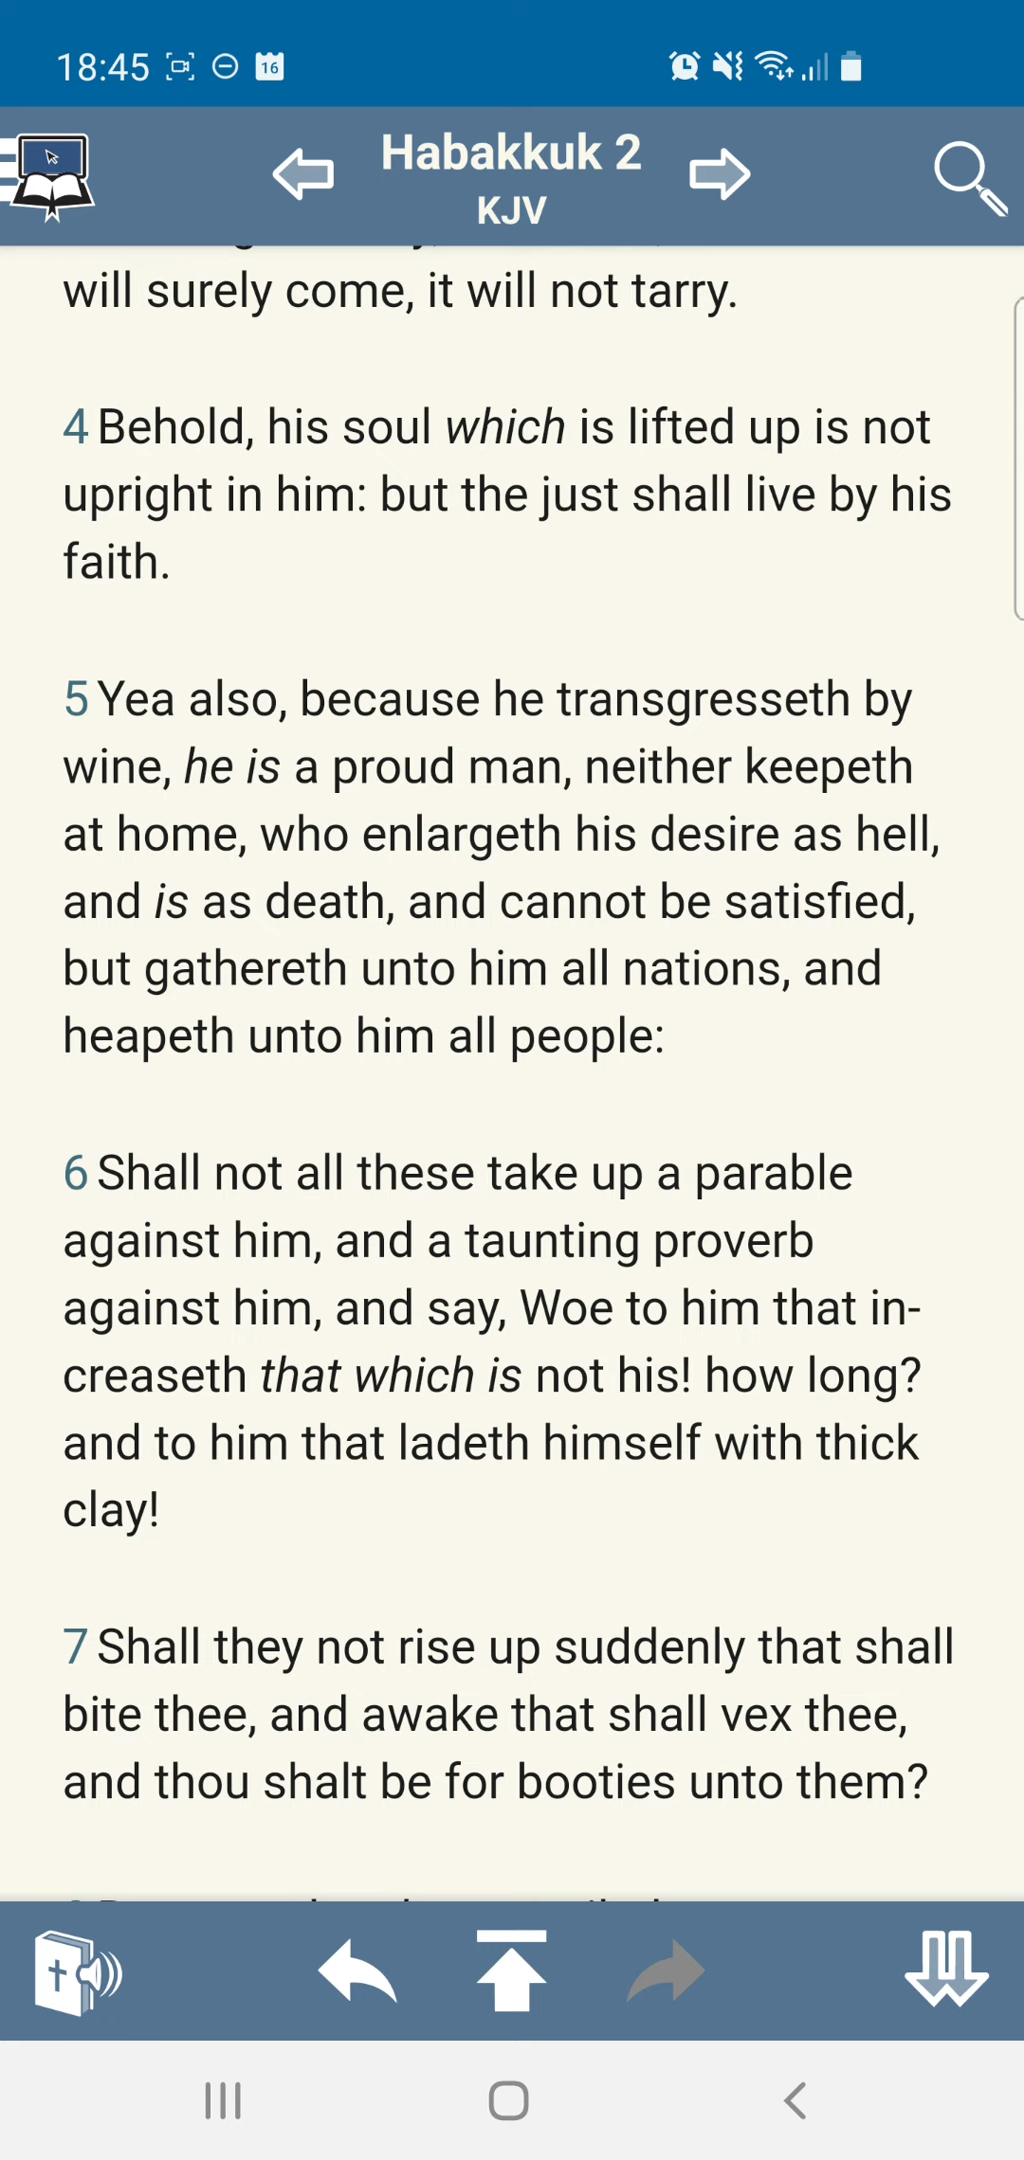 18:45
16
Habakkuk 2
KJV
will surely come, it will not tarry.
4 Behold, his soul which is lifted up is not
upright in him: but the just shall live by his
faith.
5 Yea also, because he transgresseth by
wine, he is a proud man, neither keepeth
at home, who enlargeth his desire as hell,
and is as death, and cannot be satisfied,
but gathereth unto him all nations, and
heapeth unto him all people:
6 Shall not all these take up a parable
against him, and a taunting proverb
against him, and say, Woe to him that in-
creaseth that which is not his! how long?
and to him that ladeth himself with thick
clay!
7 Shall they not rise up suddenly that shall
bite thee, and awake that shall vex thee,
and thou shalt be for booties unto them?